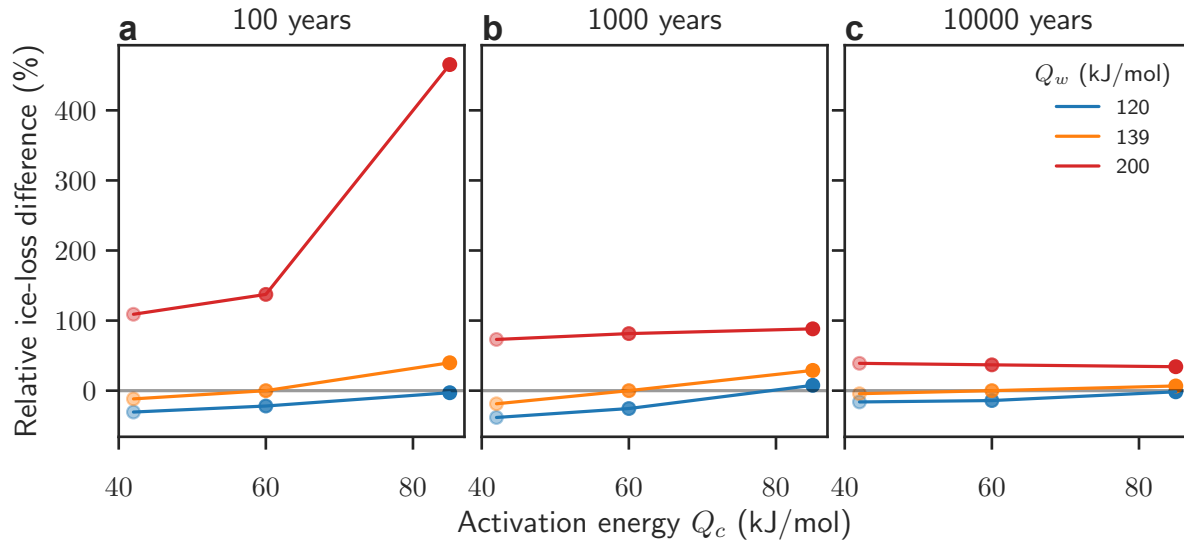 a 100 years
b 1000 years
c 10000 years
Relative ice-loss difference (%)
400
300
200
100
0
Q_w (kJ/mol)
120
139
200
40 60 80
40 60 80
40 60 80
Activation energy Q_c (kJ/mol)